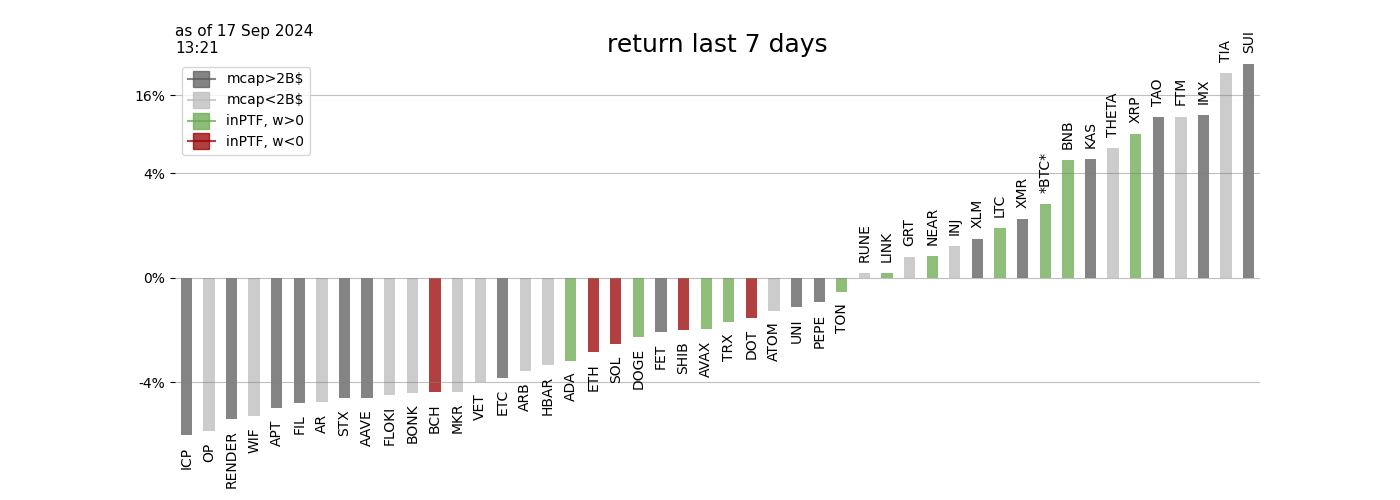 as of 17 Sep 2024
13:21
return last 7 days
mcap>2B$
mcap<2B$
inPTF, w>0
inPTF, w<0
16%
4%
0%
-4%
ICP
OP
RENDER
WIF
APT
FIL
AR
STX
AAVE
FLOKI
BONK
BCH
MKR
VET
ETC
ARB
HBAR
ADA
ETH
SOL
DOGE
FET
SHIB
AVAX
TRX
DOT
ATOM
UNI
PEPE
TON
RUNE
LINK
GRT
NEAR
INJ
XLM
LTC
XMR
*BTC*
BNB
KAS
THETA
XRP
TAO
FTM
IMX
TIA
SUI